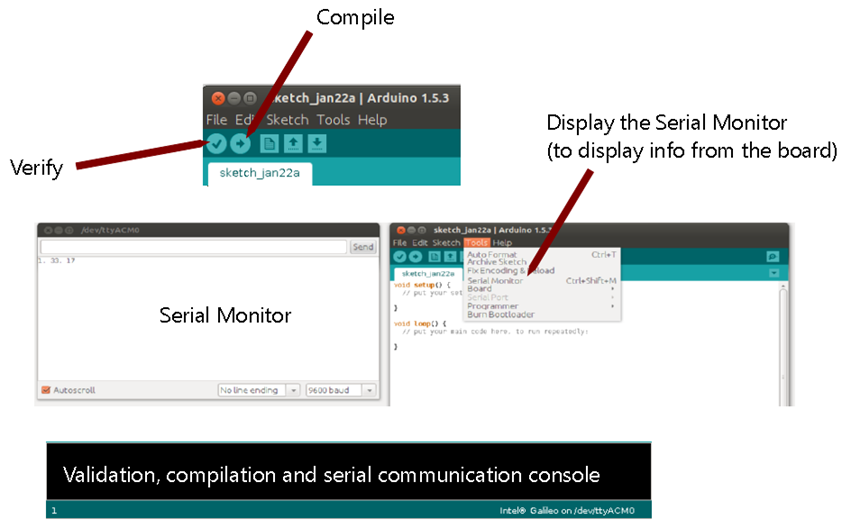 Compile
sketch_jan22a | Arduino 1.5.3
File Edit Sketch Tools Help
Verify
sketch_jan22a
Display the Serial Monitor
(to display info from the board)
/dev/ttyACM0
Send
1. 33. 17
Serial Monitor
Autoscroll
No line ending
9600 baud
sketch_jan22a | Arduino 1.5.3
File Edit Sketch Tools Help
Auto Format Ctrl+T
Archive Sketch
Fix Encoding & Reload
Serial Monitor Ctrl+Shift+M
Board
Serial Port
Programmer
Burn Bootloader
sketch_jan22a
void setup() {
// put your set
}
void loop() {
// put your main code here, to run repeatedly:
}
Validation, compilation and serial communication console
1
Intel® Galileo on /dev/ttyACM0